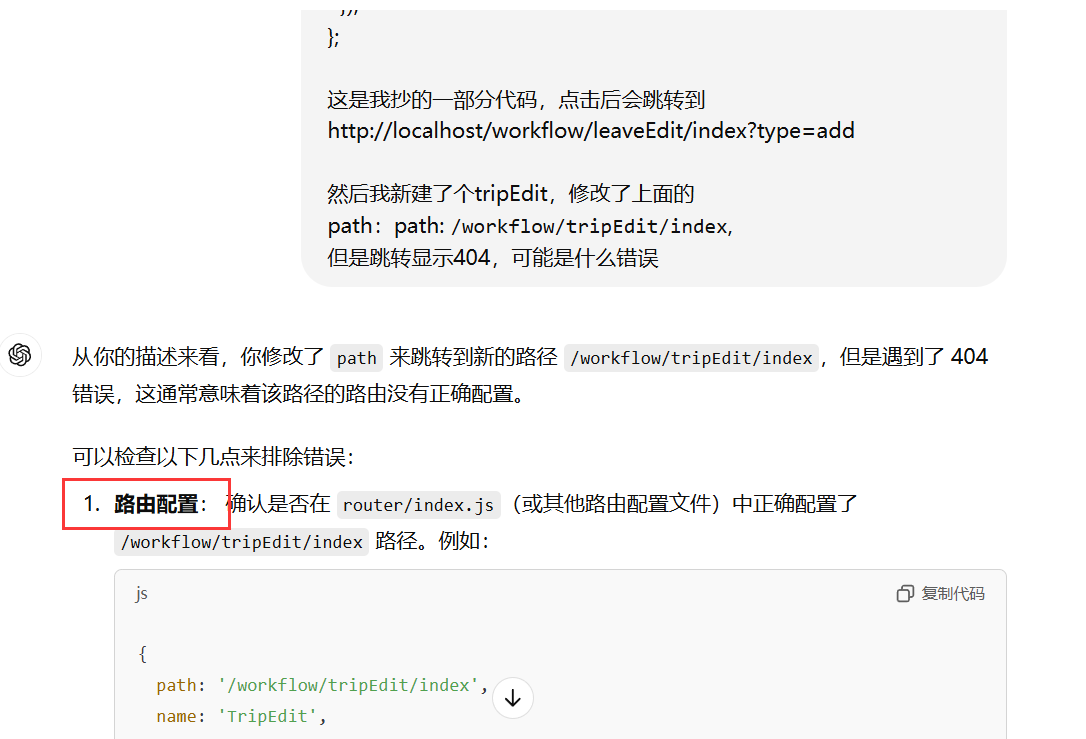 };
这是我抄的一部分代码，点击后会跳转到
http://localhost/workflow/leaveEdit/index?type=add
然后我新建了个tripEdit，修改了上面的
path：path: /workflow/tripEdit/index,
但是跳转显示404，可能是什么错误
从你的描述来看，你修改了 path 来跳转到新的路径 /workflow/tripEdit/index，但是遇到了 404
错误，这通常意味着该路径的路由没有正确配置。
可以检查以下几点来排除错误：
1. 路由配置： 确认是否在 router/index.js（或其他路由配置文件）中正确配置了
/workflow/tripEdit/index 路径。例如：
js 复制代码
{
path: '/workflow/tripEdit/index',
name: 'TripEdit',